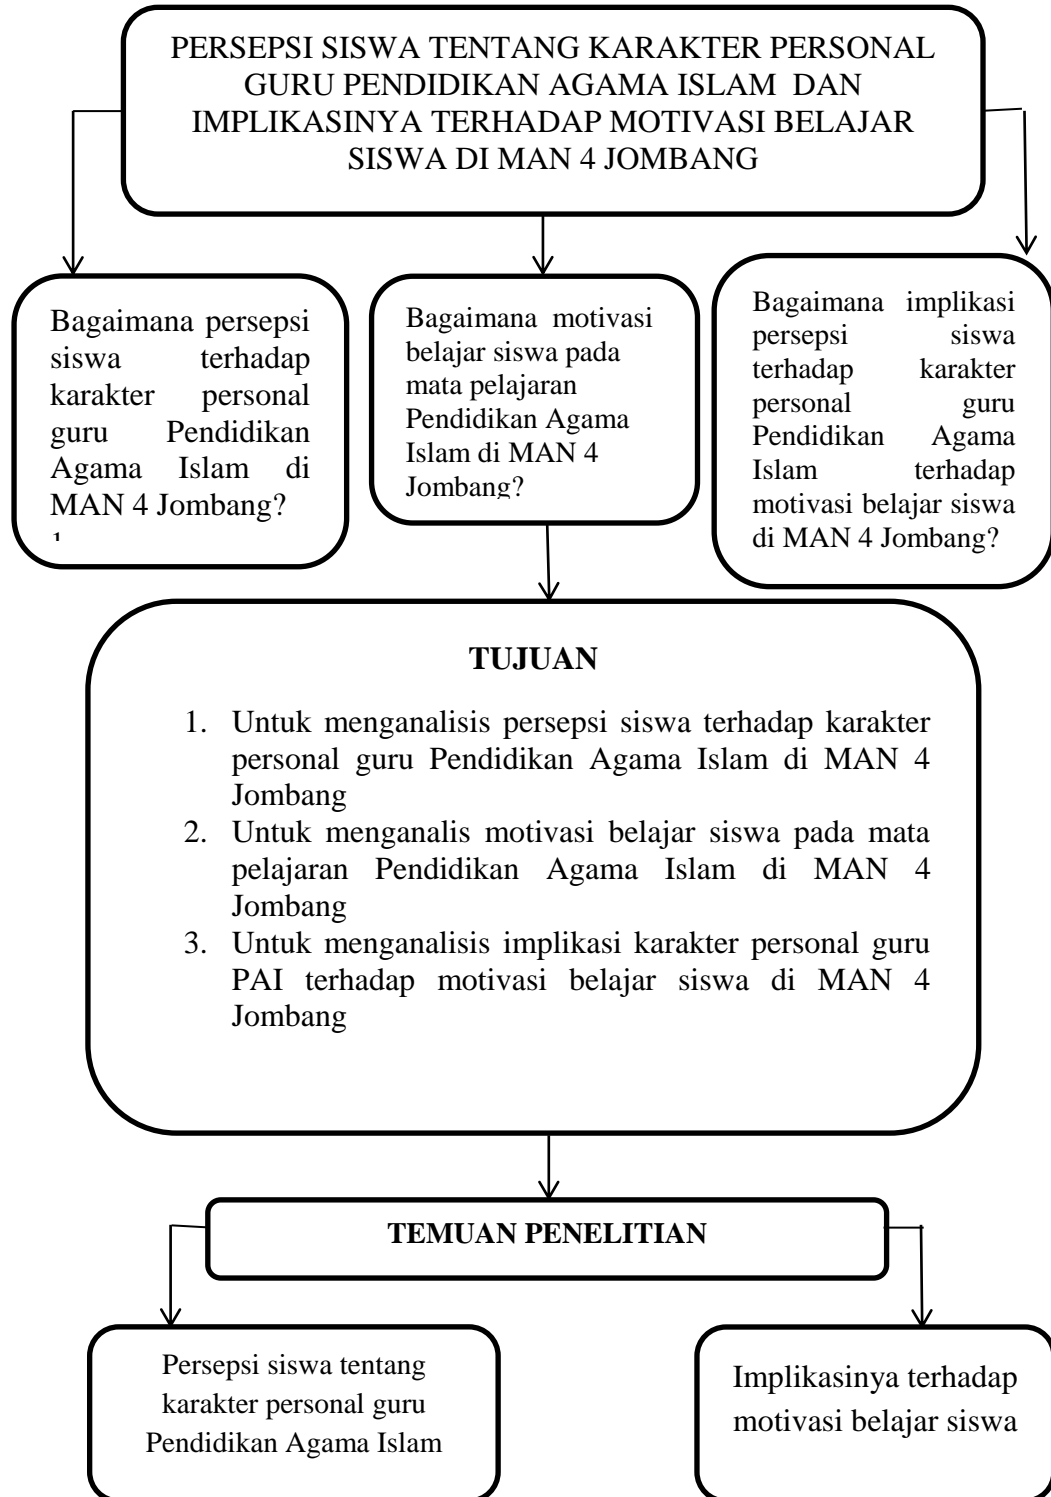 PERSEPSI SISWA TENTANG KARAKTER PERSONAL
GURU PENDIDIKAN AGAMA ISLAM DAN
IMPLIKASINYA TERHADAP MOTIVASI BELAJAR
SISWA DI MAN 4 JOMBANG
Bagaimana persepsi
siswa terhadap
karakter personal
guru Pendidikan
Agama Islam di
MAN 4 Jombang?
Bagaimana motivasi
belajar siswa pada
mata pelajaran
Pendidikan Agama
Islam di MAN 4
Jombang?
Bagaimana implikasi
persepsi siswa
terhadap karakter
personal guru
Pendidikan Agama
Islam terhadap
motivasi belajar siswa
di MAN 4 Jombang?
TUJUAN
1. Untuk menganalisis persepsi siswa terhadap karakter
personal guru Pendidikan Agama Islam di MAN 4
Jombang
2. Untuk menganalis motivasi belajar siswa pada mata
pelajaran Pendidikan Agama Islam di MAN 4
Jombang
3. Untuk menganalisis implikasi karakter personal guru
PAI terhadap motivasi belajar siswa di MAN 4
Jombang
TEMUAN PENELITIAN
Persepsi siswa tentang
karakter personal guru
Pendidikan Agama Islam
Implikasinya terhadap
motivasi belajar siswa